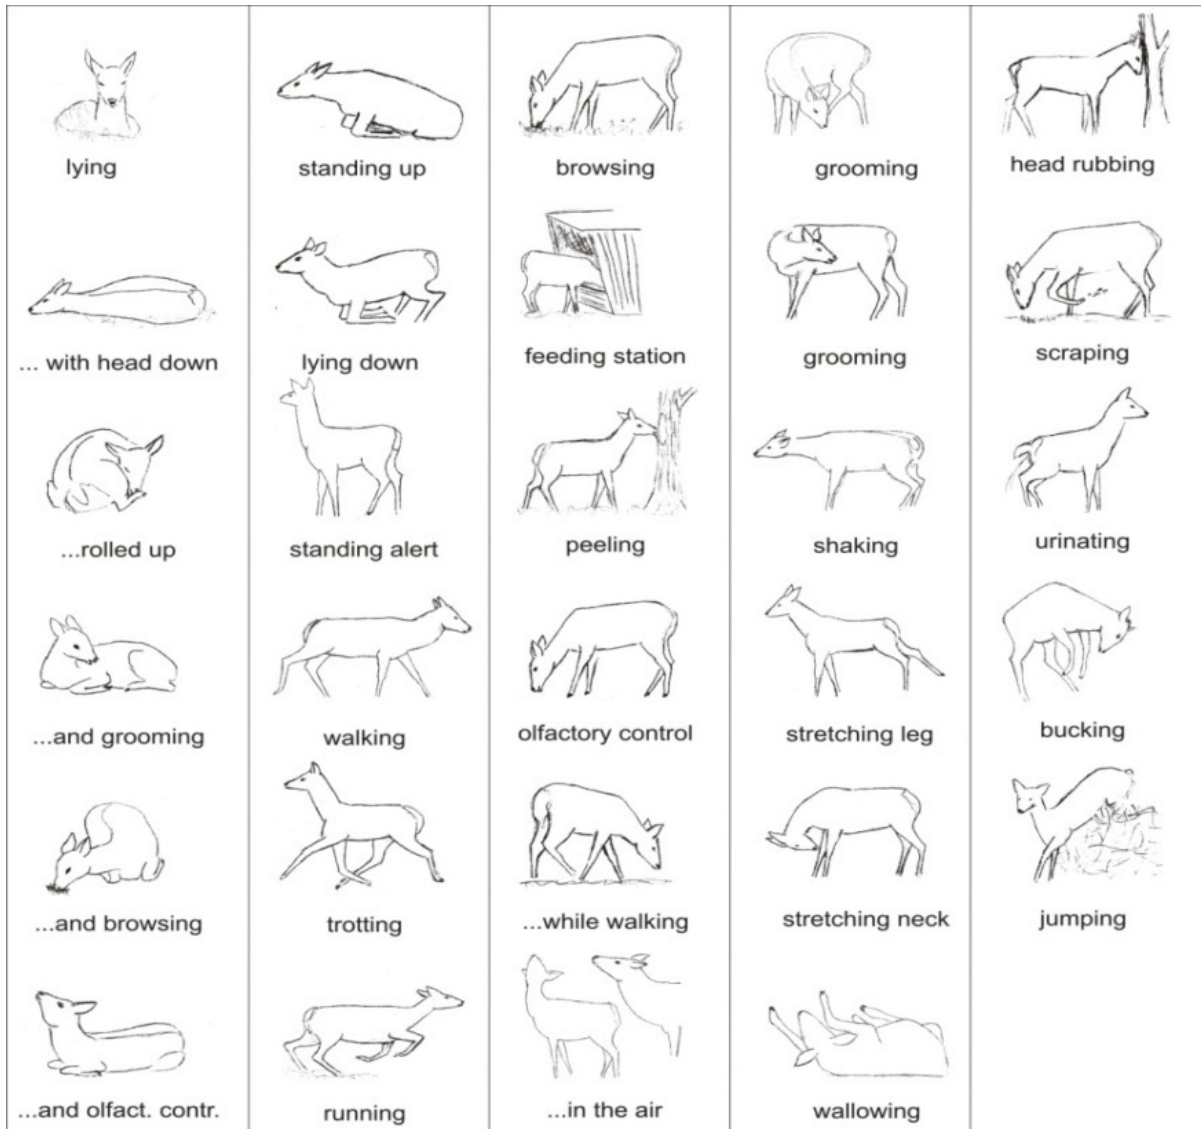 lying
... with head down
...rolled up
...and grooming
...and browsing
...and olfact. contr.
standing up
lying down
standing alert
walking
trotting
running
browsing
feeding station
peeling
olfactory control
...while walking
...in the air
grooming
grooming
shaking
stretching leg
stretching neck
wallowing
head rubbing
scraping
urinating
bucking
jumping